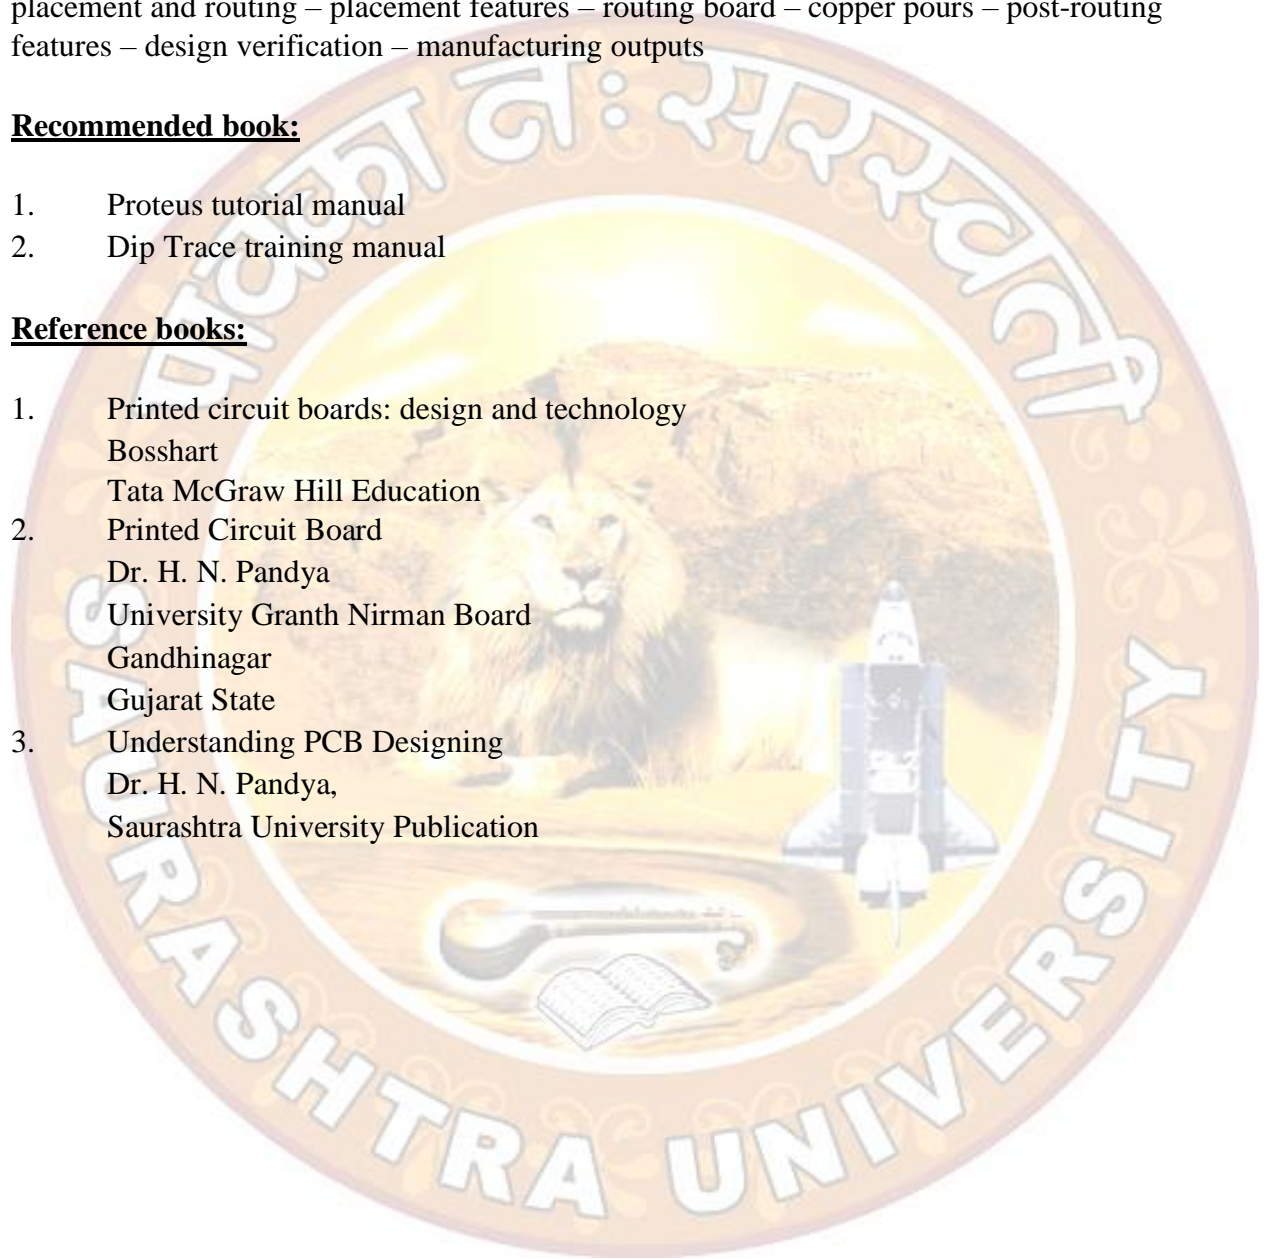 placement and routing – placement features – routing board – copper pours – post-routing
features – design verification – manufacturing outputs
Recommended book:
1. Proteus tutorial manual
2. Dip Trace training manual
Reference books:
1. Printed circuit boards: design and technology
Bosshart
Tata McGraw Hill Education
2. Printed Circuit Board
Dr. H. N. Pandya
University Granth Nirman Board
Gandhinagar
Gujarat State
3. Understanding PCB Designing
Dr. H. N. Pandya,
Saurashtra University Publication
पावका नः सरस्वती
SAURASHTRA UNIVERSITY